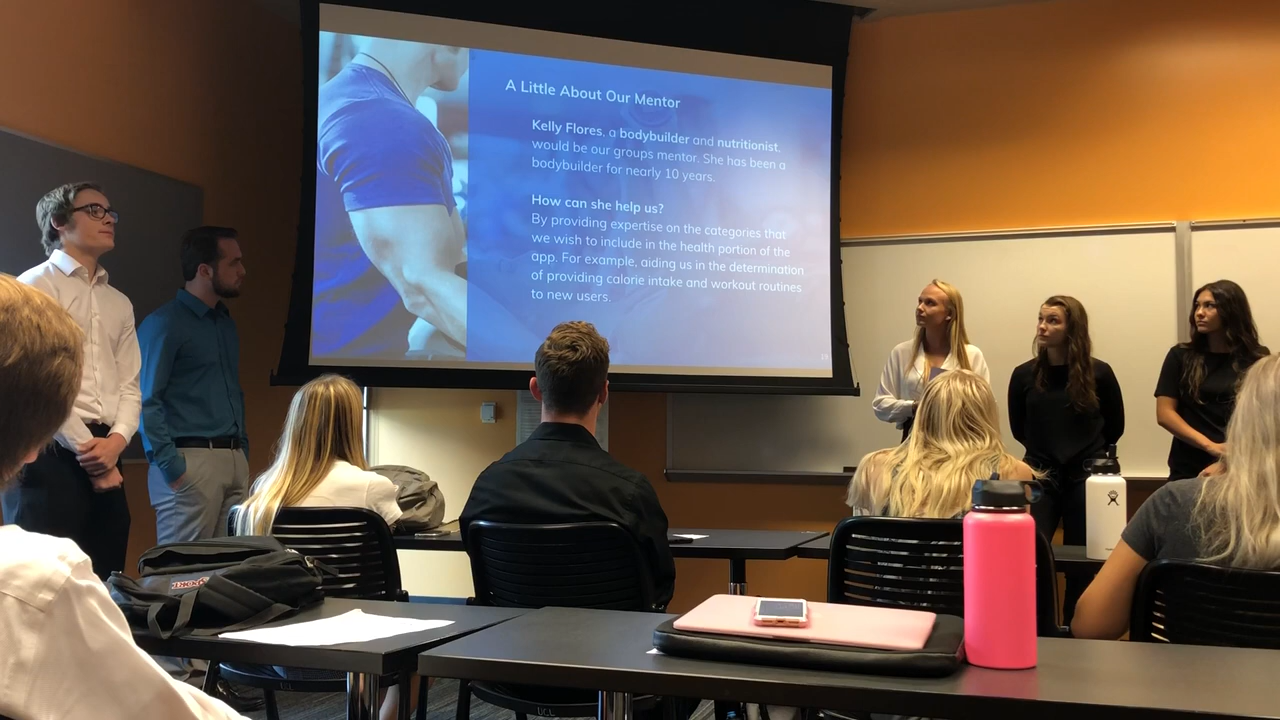 A Little About Our Mentor
Kelly Flores, a bodybuilder and nutritionist,
would be our groups mentor. She has been a
bodybuilder for nearly 10 years.
How can she help us?
By providing expertise on the categories that
we wish to include in the health portion of the
app. For example, aiding us in the determination
of providing calorie intake and workout routines
to new users.